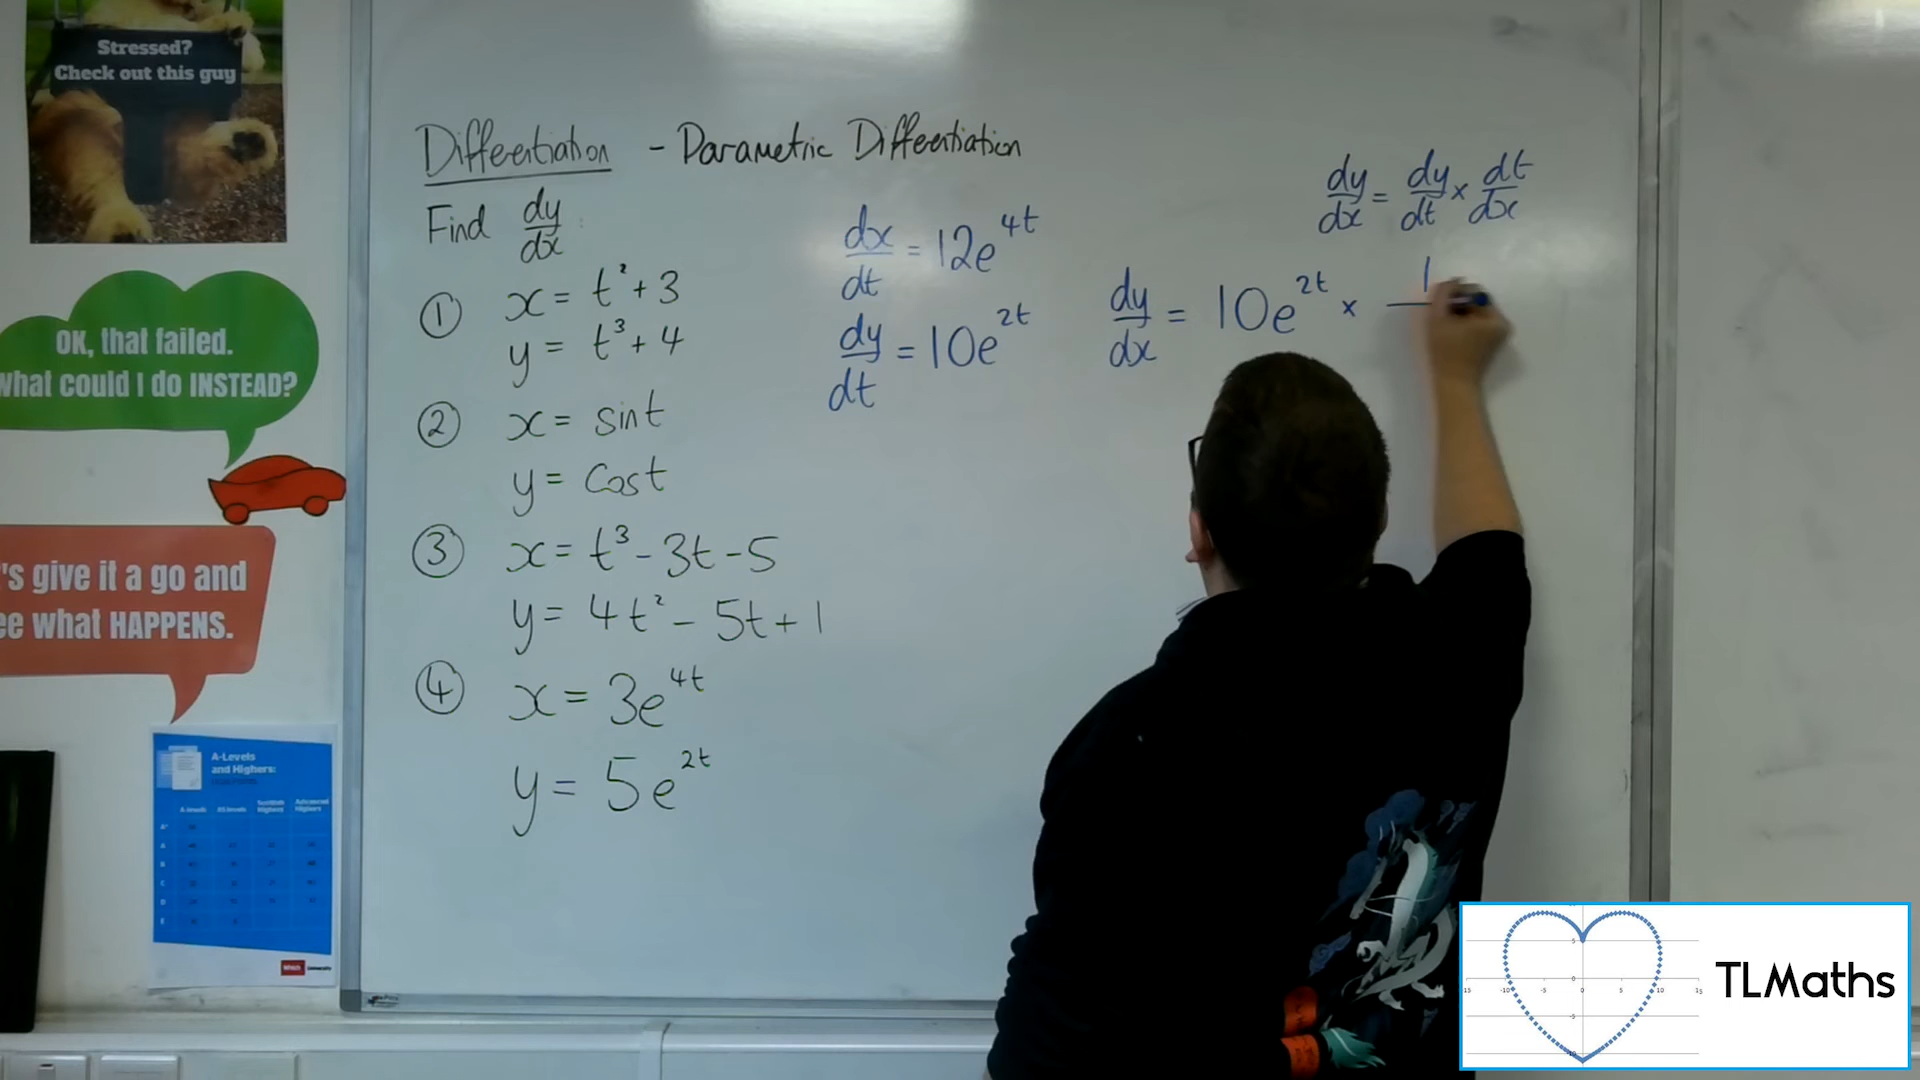 Stressed?
Check out this guy
OK, that failed.
What could I do INSTEAD?
's give it a go and
ee what HAPPENS.
A-Levels
and Highers:
Differentiation - Parametric Differentiation
Find dy/dx :
① x = t² + 3
y = t³ + 4
② x = sin t
y = cos t
③ x = t³ - 3t - 5
y = 4t² - 5t + 1
④ x = 3e^4t
y = 5e^2t
dx/dt = 12e^4t
dy/dt = 10e^2t
dy/dx = dy/dt × dt/dx
dy/dx = 10e^2t × 1/
TLMaths